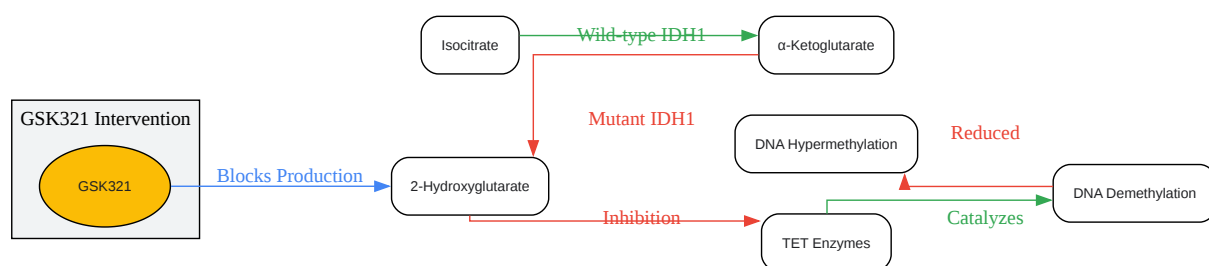 Isocitrate
Wild-type IDH1
α-Ketoglutarate
GSK321 Intervention
Mutant IDH1
Reduced
DNA Hypermethylation
GSK321
Blocks Production
2-Hydroxyglutarate
DNA Demethylation
Inhibition
Catalyzes
TET Enzymes